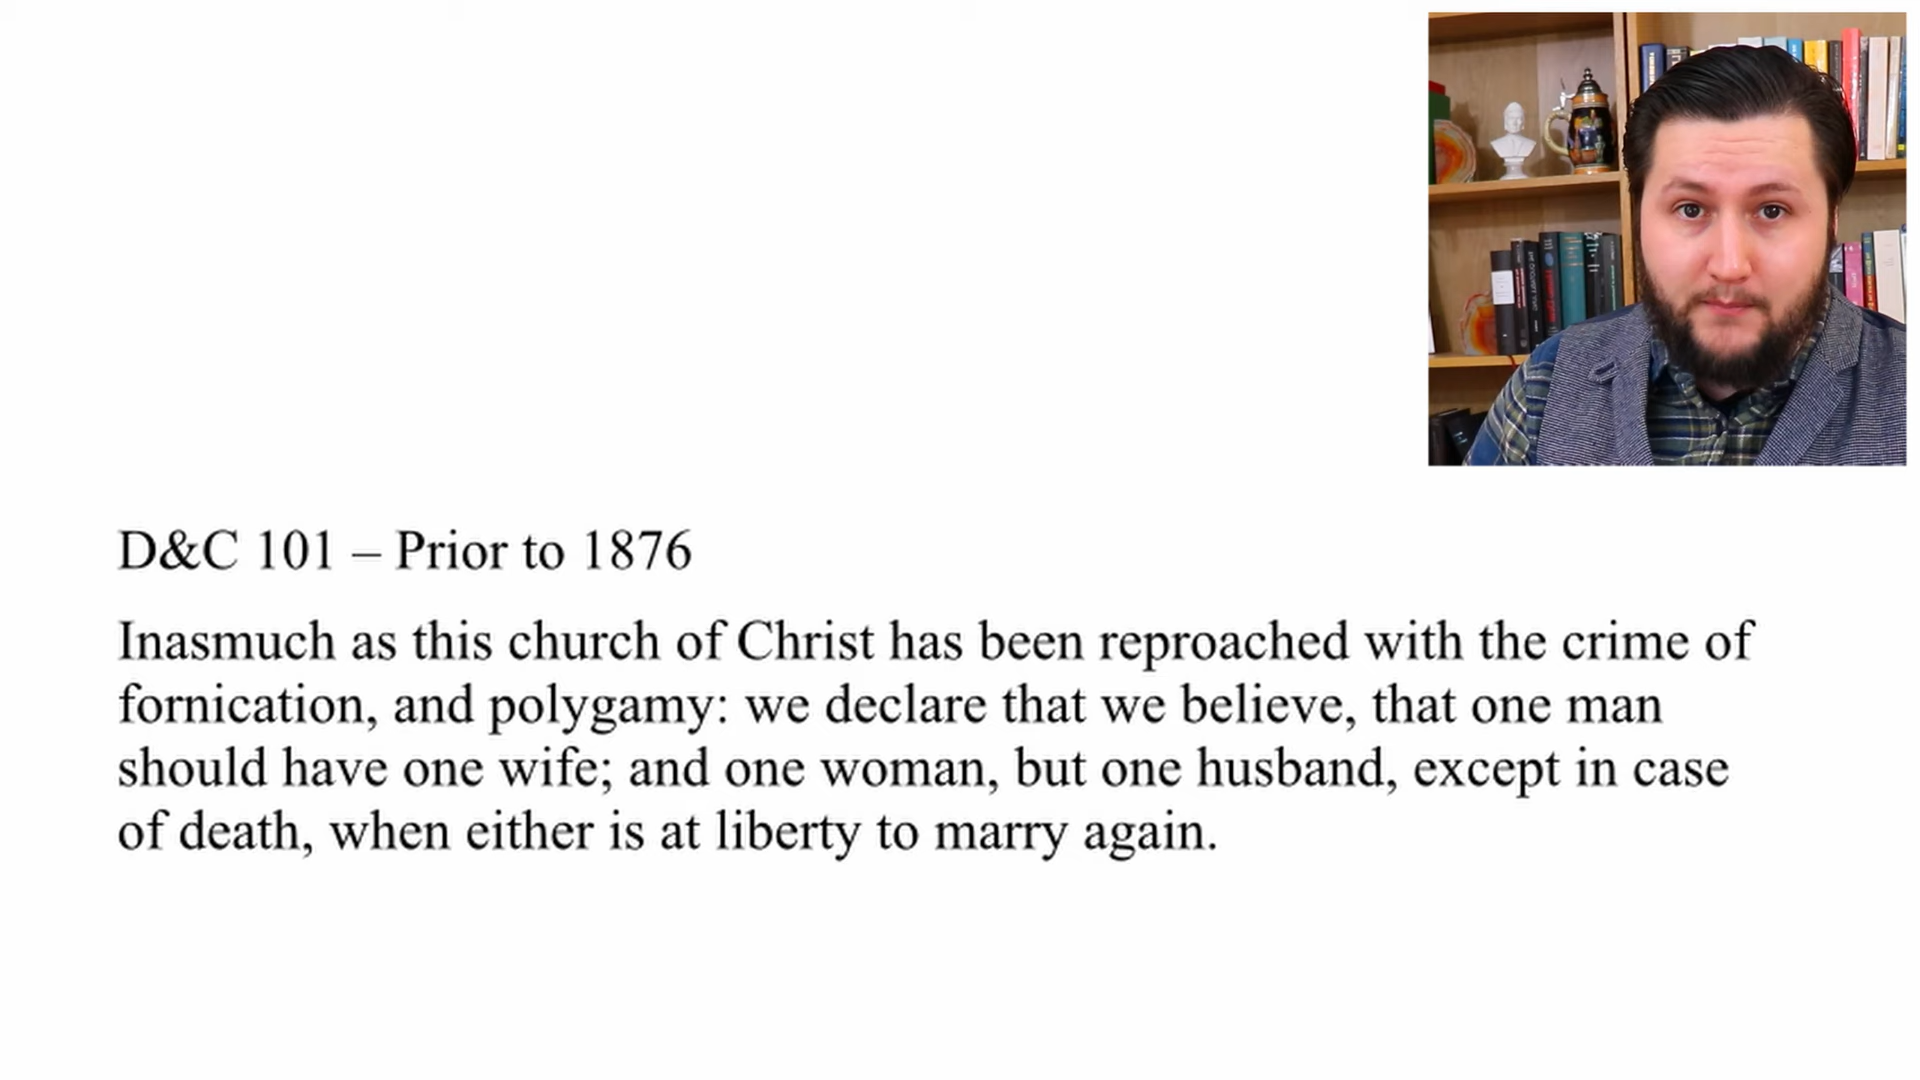 D&C 101 – Prior to 1876
Inasmuch as this church of Christ has been reproached with the crime of
fornication, and polygamy: we declare that we believe, that one man
should have one wife; and one woman, but one husband, except in case
of death, when either is at liberty to marry again.